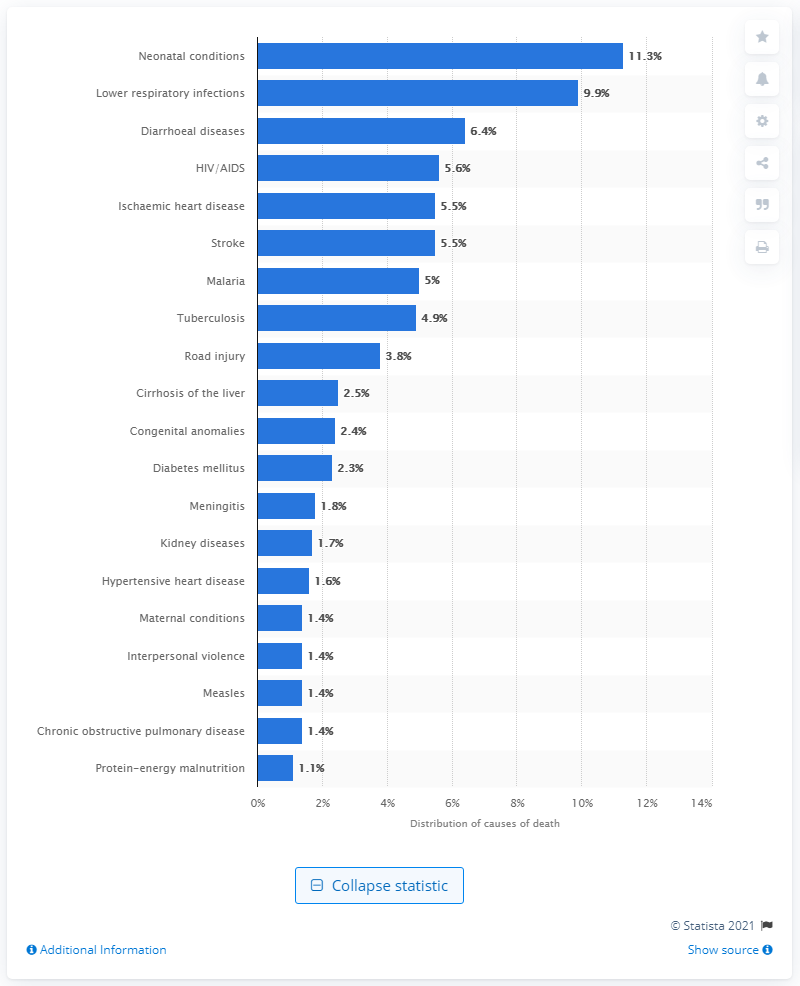 Neonatal conditions 11.3%
Lower respiratory infections 9.9%
Diarrhoeal diseases 6.4%
HIV/AIDS 5.6%
Ischaemic heart disease 5.5%
Stroke 5.5%
Malaria 5%
Tuberculosis 4.9%
Road injury 3.8%
Cirrhosis of the liver 2.5%
Congenital anomalies 2.4%
Diabetes mellitus 2.3%
Meningitis 1.8%
Kidney diseases 1.7%
Hypertensive heart disease 1.6%
Maternal conditions 1.4%
Interpersonal violence 1.4%
Measles 1.4%
Chronic obstructive pulmonary disease 1.4%
Protein-energy malnutrition 1.1%
0% 2% 4% 6% 8% 10% 12% 14%
Distribution of causes of death
Collapse statistic
© Statista 2021
Additional Information Show source